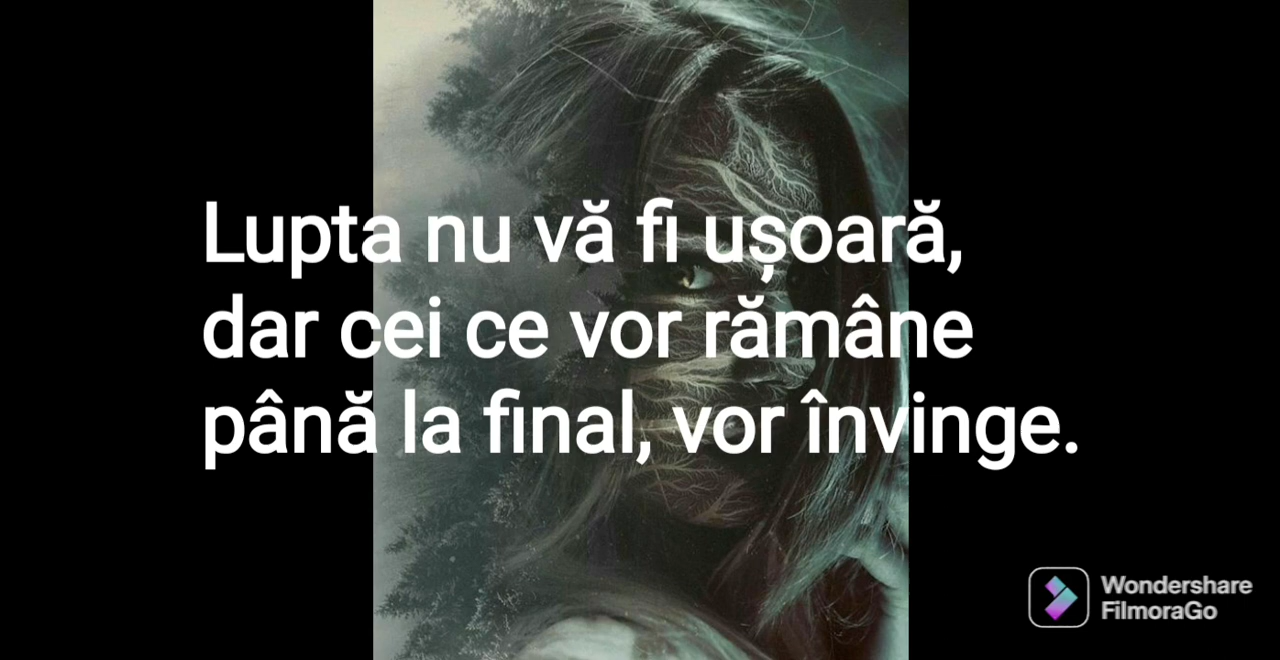 Lupta nu vă fi ușoară,
dar cei ce vor rămâne
până la final, vor învinge.
Wondershare
FilmoraGo